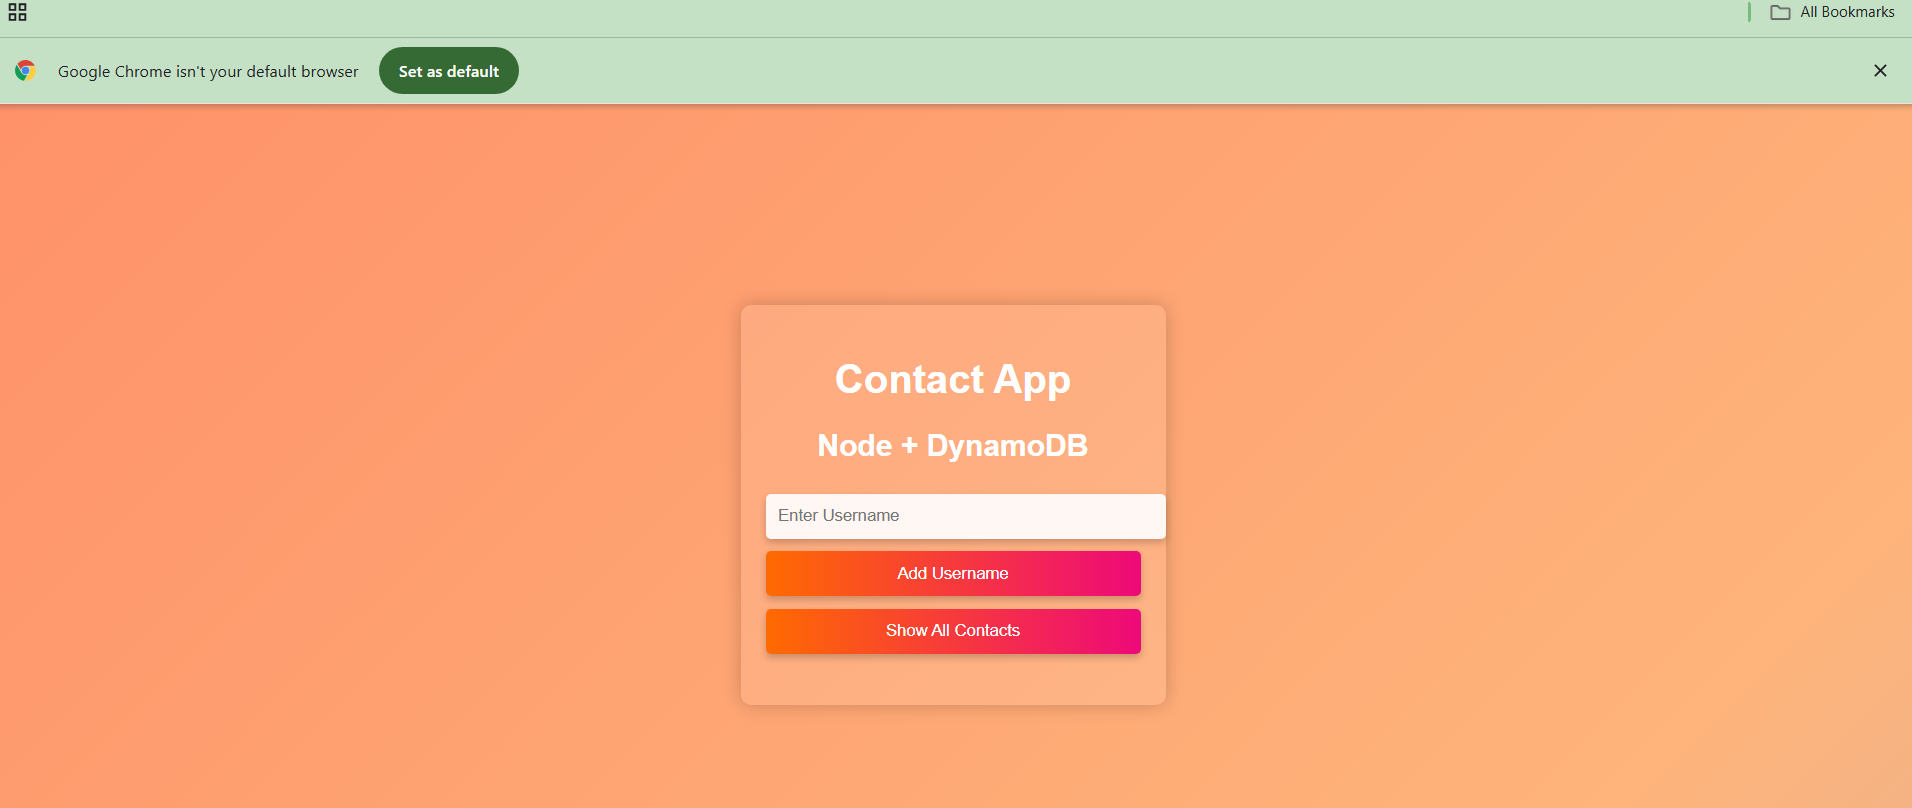 All Bookmarks
Google Chrome isn't your default browser
Set as default
Contact App
Node + DynamoDB
Enter Username
Add Username
Show All Contacts